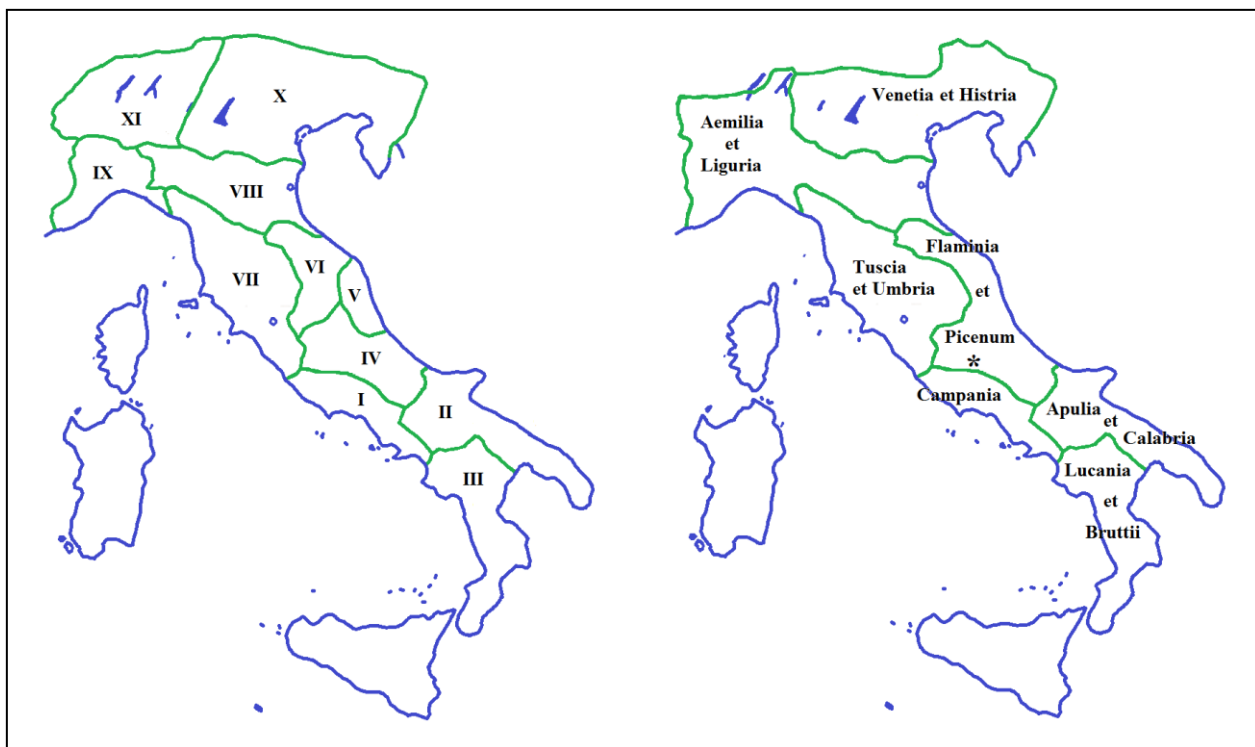 X
XI
IX
VIII
VI
VII
V
IV
I
II
III
Venetia et Histria
Aemilia
et
Liguria
Flaminia
Tuscia
et Umbria
et
Picenum
*
Campania
Apulia
et
Calabria
Lucania
et
Bruttii